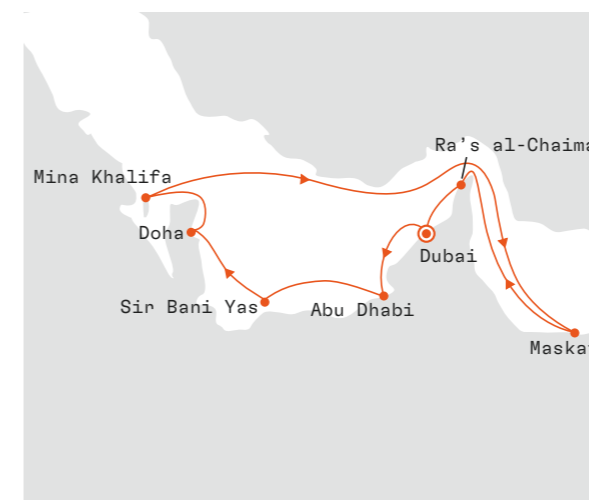 Ra's al-Chaima
Mina Khalifa
Doha
Dubai
Sir Bani Yas
Abu Dhabi
Maska